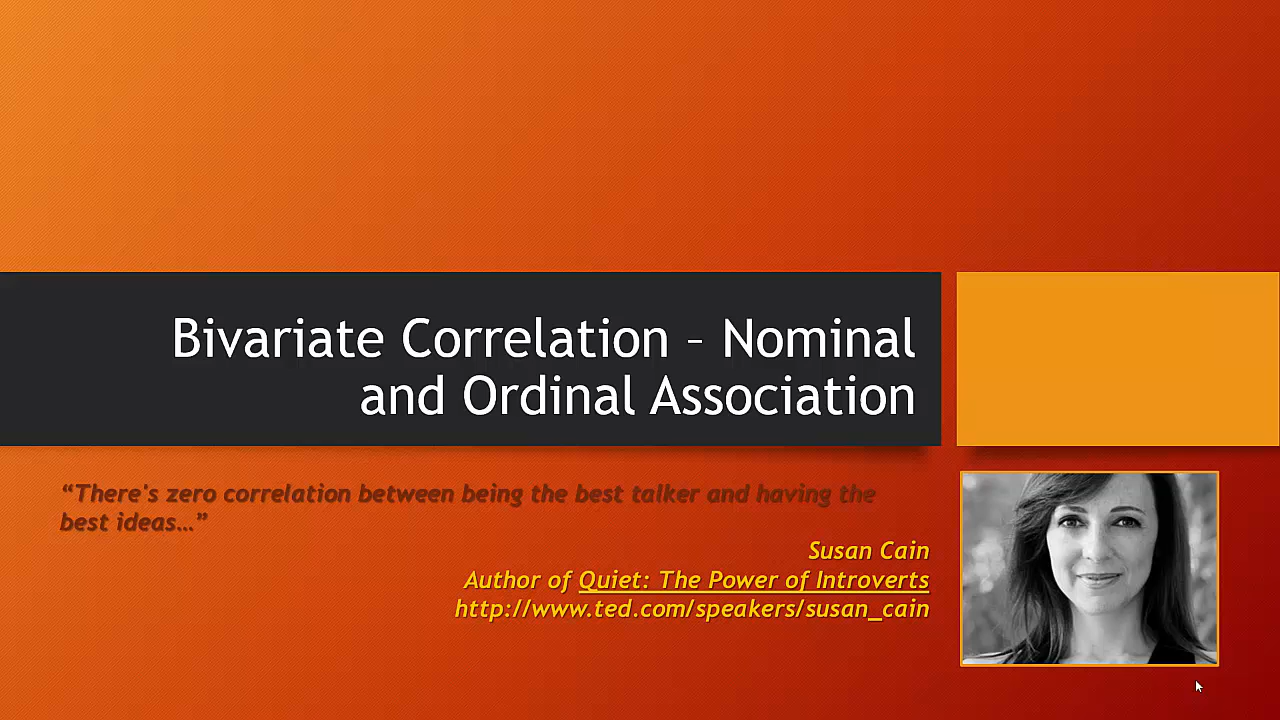 Bivariate Correlation – Nominal
and Ordinal Association
“There's zero correlation between being the best talker and having the
best ideas…”
Susan Cain
Author of Quiet: The Power of Introverts
http://www.ted.com/speakers/susan_cain